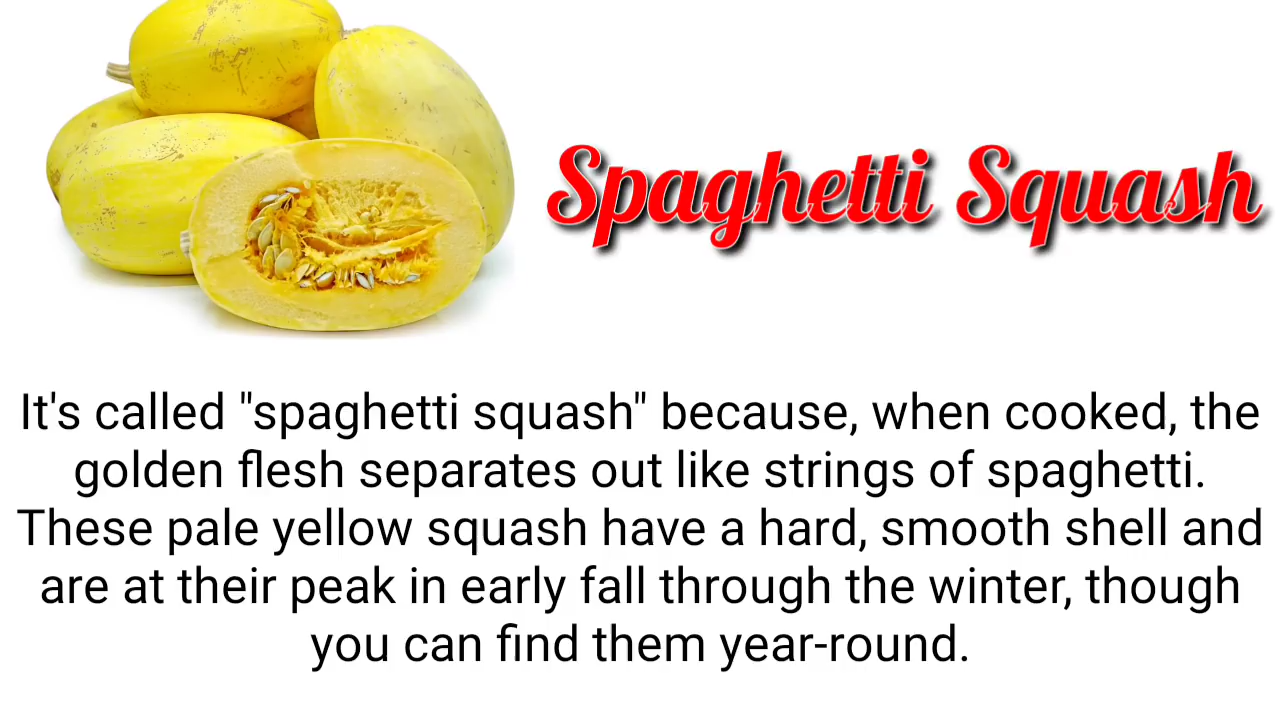 Spaghetti Squash
It's called "spaghetti squash" because, when cooked, the
golden flesh separates out like strings of spaghetti.
These pale yellow squash have a hard, smooth shell and
are at their peak in early fall through the winter, though
you can find them year-round.